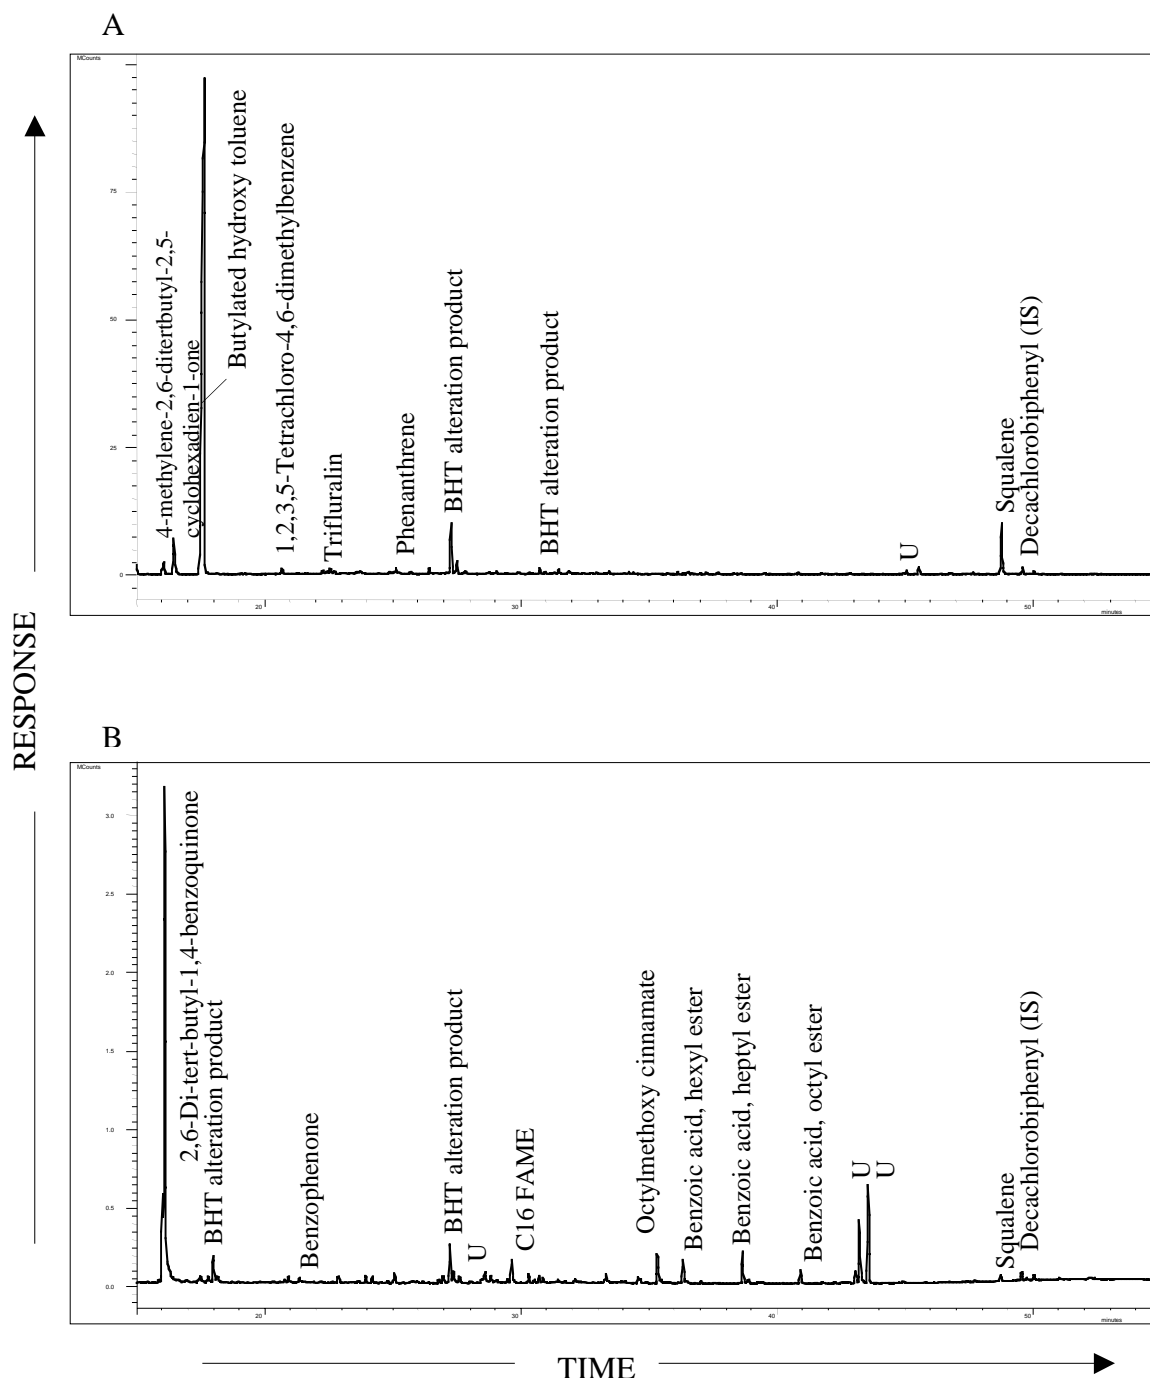 A
MCounts
75
50
25
0
4-methylene-2,6-ditertbutyl-2,5-
cyclohexadien-1-one
Butylated hydroxy toluene
1,2,3,5-Tetrachloro-4,6-dimethylbenzene
Trifluralin
Phenanthrene
BHT alteration product
BHT alteration product
U
Squalene
Decachlorobiphenyl (IS)
20
30
40
50
minutes
RESPONSE
B
MCounts
3.0
2.5
2.0
1.5
1.0
0.5
0.0
2,6-Di-tert-butyl-1,4-benzoquinone
BHT alteration product
Benzophenone
BHT alteration product
U
C16 FAME
Octylmethoxy cinnamate
Benzoic acid, hexyl ester
Benzoic acid, heptyl ester
Benzoic acid, octyl ester
U
U
Squalene
Decachlorobiphenyl (IS)
20
30
40
50
minutes
TIME